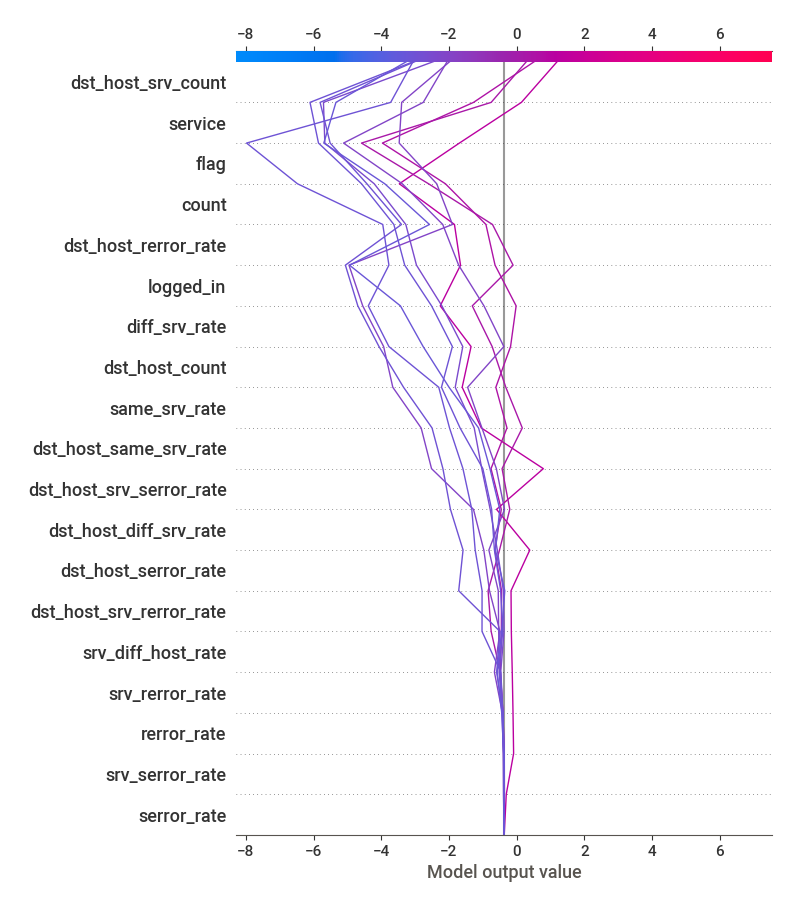 −8 −6 −4 −2 0 2 4 6
dst_host_srv_count
service
flag
count
dst_host_rerror_rate
logged_in
diff_srv_rate
dst_host_count
same_srv_rate
dst_host_same_srv_rate
dst_host_srv_serror_rate
dst_host_diff_srv_rate
dst_host_serror_rate
dst_host_srv_rerror_rate
srv_diff_host_rate
srv_rerror_rate
rerror_rate
srv_serror_rate
serror_rate
−8 −6 −4 −2 0 2 4 6
Model output value